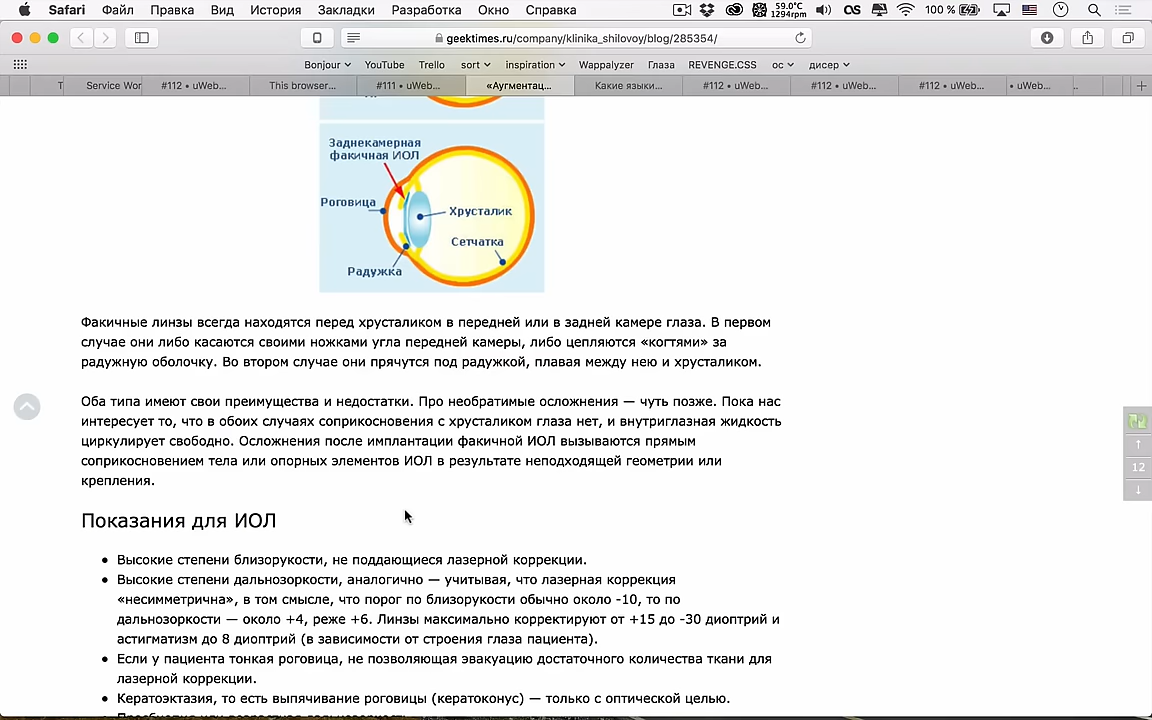 Safari Файл Правка Вид История Закладки Разработка Окно Справка 59.0°C 1294rpm 100 %
geektimes.ru/company/klinika_shilovoy/blog/285354/
Bonjour YouTube Trello sort inspiration Wappalyzer Глаза REVENGE.CSS ос дисер
T Service Wor #112 • uWeb... This browser... #111 • uWeb... «Аугментац... Какие языки... #112 • uWeb... #112 • uWeb... #112 • uWeb... • uWeb... ..
Заднекамерная
факичная ИОЛ
Роговица
Хрусталик
Сетчатка
Радужка
Факичные линзы всегда находятся перед хрусталиком в передней или в задней камере глаза. В первом
случае они либо касаются своими ножками угла передней камеры, либо цепляются «когтями» за
радужную оболочку. Во втором случае они прячутся под радужкой, плавая между нею и хрусталиком.
Оба типа имеют свои преимущества и недостатки. Про необратимые осложнения — чуть позже. Пока нас
интересует то, что в обоих случаях соприкосновения с хрусталиком глаза нет, и внутриглазная жидкость
циркулирует свободно. Осложнения после имплантации факичной ИОЛ вызываются прямым
соприкосновением тела или опорных элементов ИОЛ в результате неподходящей геометрии или
крепления.
12
Показания для ИОЛ
• Высокие степени близорукости, не поддающиеся лазерной коррекции.
• Высокие степени дальнозоркости, аналогично — учитывая, что лазерная коррекция
«несимметрична», в том смысле, что порог по близорукости обычно около -10, то по
дальнозоркости — около +4, реже +6. Линзы максимально корректируют от +15 до -30 диоптрий и
астигматизм до 8 диоптрий (в зависимости от строения глаза пациента).
• Если у пациента тонкая роговица, не позволяющая эвакуацию достаточного количества ткани для
лазерной коррекции.
• Кератоэктазия, то есть выпячивание роговицы (кератоконус) — только с оптической целью.